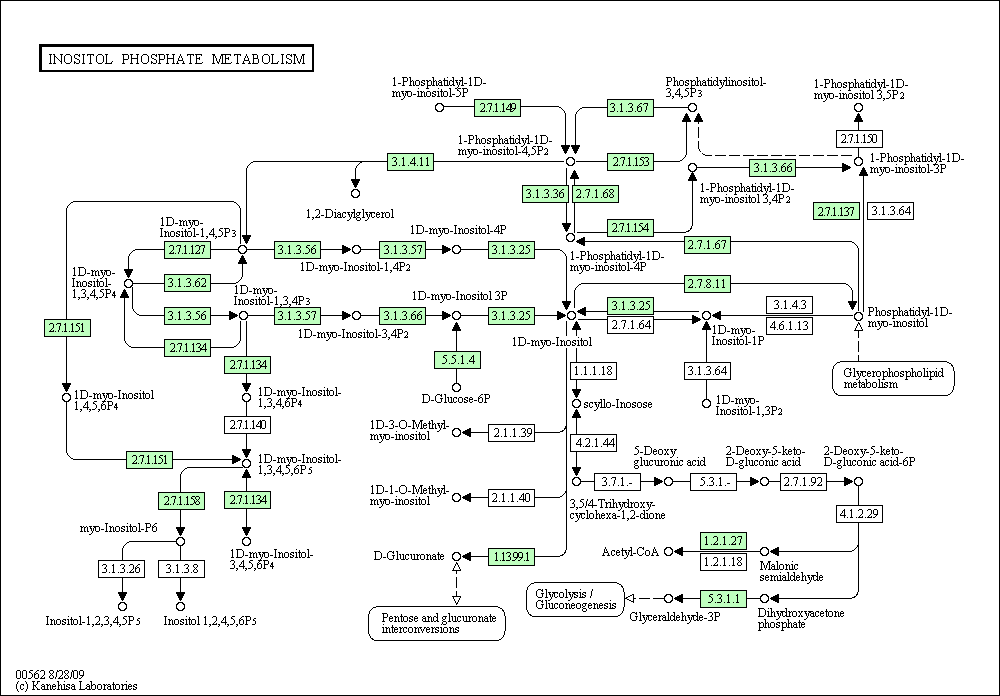 INOSITOL PHOSPHATE METABOLISM
1-Phosphatidyl-1D-
myo-inositol-5P
Phosphatidylinositol-
3,4,5P3
1-Phosphatidyl-1D-
myo-inositol 3,5P2
2.7.1.149
3.1.3.67
2.7.1.150
1-Phosphatidyl-1D-
myo-inositol-4,5P2
3.1.4.11
2.7.1.153
3.1.3.66
1-Phosphatidyl-1D-
myo-inositol-3P
1,2-Diacylglycerol
3.1.3.36
2.7.1.68
1-Phosphatidyl-1D-
myo-inositol 3,4P2
2.7.1.137
3.1.3.64
1D-myo-
Inositol-1,4,5P3
1D-myo-Inositol-4P
2.7.1.154
2.7.1.67
2.7.1.127
3.1.3.56
3.1.3.57
3.1.3.25
1D-myo-Inositol-1,4P2
1-Phosphatidyl-1D-
myo-inositol-4P
1D-myo-
Inositol-
1,3,4,5P4
3.1.3.62
2.7.8.11
1D-myo-
Inositol-1,3,4P3
1D-myo-Inositol 3P
3.1.3.56
3.1.3.57
3.1.3.66
3.1.3.25
3.1.3.25
2.7.1.64
3.1.4.3
4.6.1.13
Phosphatidyl-1D-
myo-inositol
2.7.1.151
2.7.1.134
1D-myo-Inositol-3,4P2
1D-myo-Inositol
1D-myo-
Inositol-1P
2.7.1.134
5.5.1.4
1.1.1.18
3.1.3.64
Glycerophospholipid
metabolism
1D-myo-Inositol
1,4,5,6P4
1D-myo-Inositol-
1,3,4,6P4
D-Glucose-6P
scyllo-Inosose
1D-myo-
Inositol-1,3P2
2.7.1.140
1D-3-O-Methyl-
myo-inositol
2.1.1.39
4.2.1.44
2.7.1.151
1D-myo-Inositol-
1,3,4,5,6P5
5-Deoxy
glucuronic acid
2-Deoxy-5-keto-
D-gluconic acid
2-Deoxy-5-keto-
D-gluconic acid-6P
3.7.1.-
5.3.1.-
2.7.1.92
2.7.1.158
2.7.1.134
1D-1-O-Methyl-
myo-inositol
2.1.1.40
3,5/4-Trihydroxy-
cyclohexa-1,2-dione
4.1.2.29
myo-Inositol-P6
1D-myo-Inositol-
3,4,5,6P4
D-Glucuronate
1.13.99.1
Acetyl-CoA
1.2.1.27
1.2.1.18
Malonic
semialdehyde
3.1.3.26
3.1.3.8
Inositol-1,2,3,4,5P5
Inositol 1,2,4,5,6P5
Pentose and glucuronate
interconversions
Glycolysis /
Gluconeogenesis
Glyceraldehyde-3P
5.3.1.1
Dihydroxyacetone
phosphate
00562 8/28/09
(c) Kanehisa Laboratories